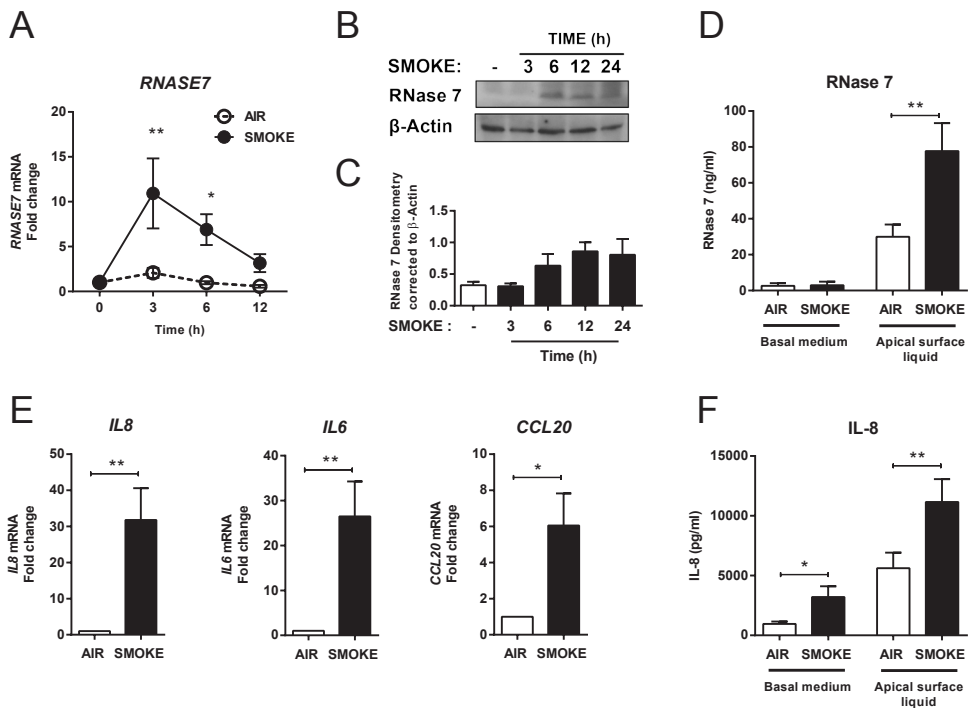 A
RNASE7
RNASE7 mRNA
Fold change
20
15
10
5
0
**
*
AIR
SMOKE
0 3 6 12
Time (h)
B
TIME (h)
SMOKE: - 3 6 12 24
RNase 7
β-Actin
C
RNase 7 Densitometry
corrected to β-Actin
1.5
1.0
0.5
0.0
SMOKE : - 3 6 12 24
Time (h)
D
RNase 7
RNase 7 (ng/ml)
100
80
60
40
20
0
**
AIR SMOKE AIR SMOKE
Basal medium Apical surface
liquid
E
IL8
IL8 mRNA
Fold change
50
40
30
20
10
0
**
AIR SMOKE
IL6
IL6 mRNA
Fold change
40
30
20
10
0
**
AIR SMOKE
CCL20
CCL20 mRNA
Fold change
10
8
6
4
2
0
*
AIR SMOKE
F
IL-8
IL-8 (pg/ml)
15000
10000
5000
0
*
**
AIR SMOKE AIR SMOKE
Basal medium Apical surface
liquid